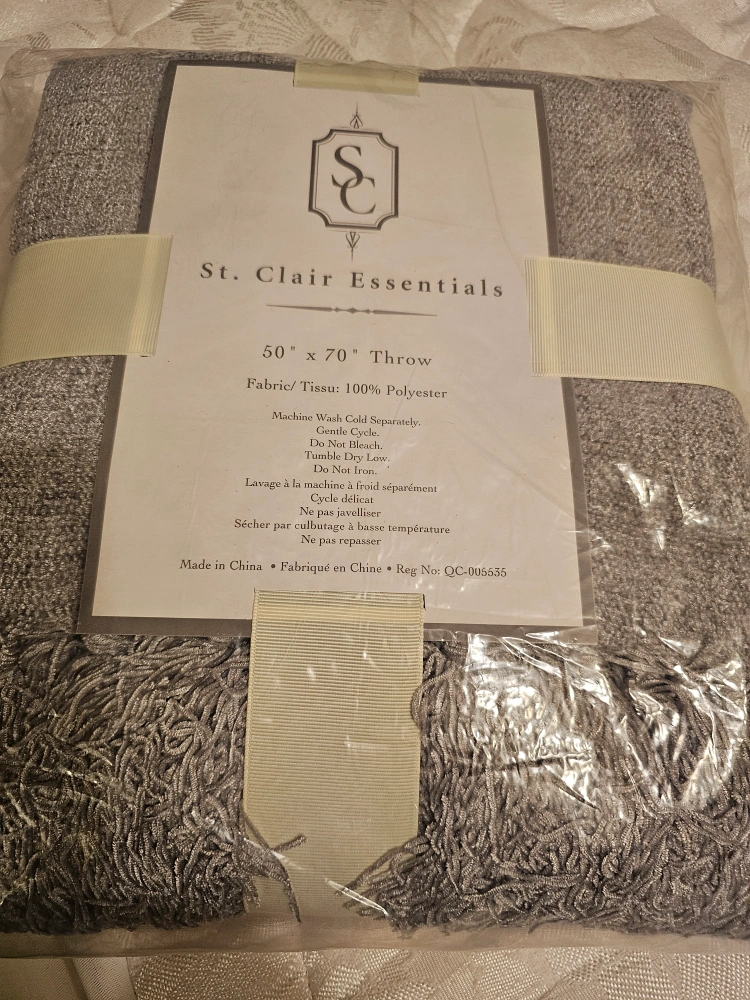 SC
St. Clair Essentials
50" x 70" Throw
Fabric/ Tissu: 100% Polyester
Machine Wash Cold Separately.
Gentle Cycle.
Do Not Bleach.
Tumble Dry Low.
Do Not Iron.
Lavage à la machine à froid séparément
Cycle délicat
Ne pas javelliser
Sécher par culbutage à basse température
Ne pas repasser
Made in China • Fabriqué en Chine • Reg No: QC-005535